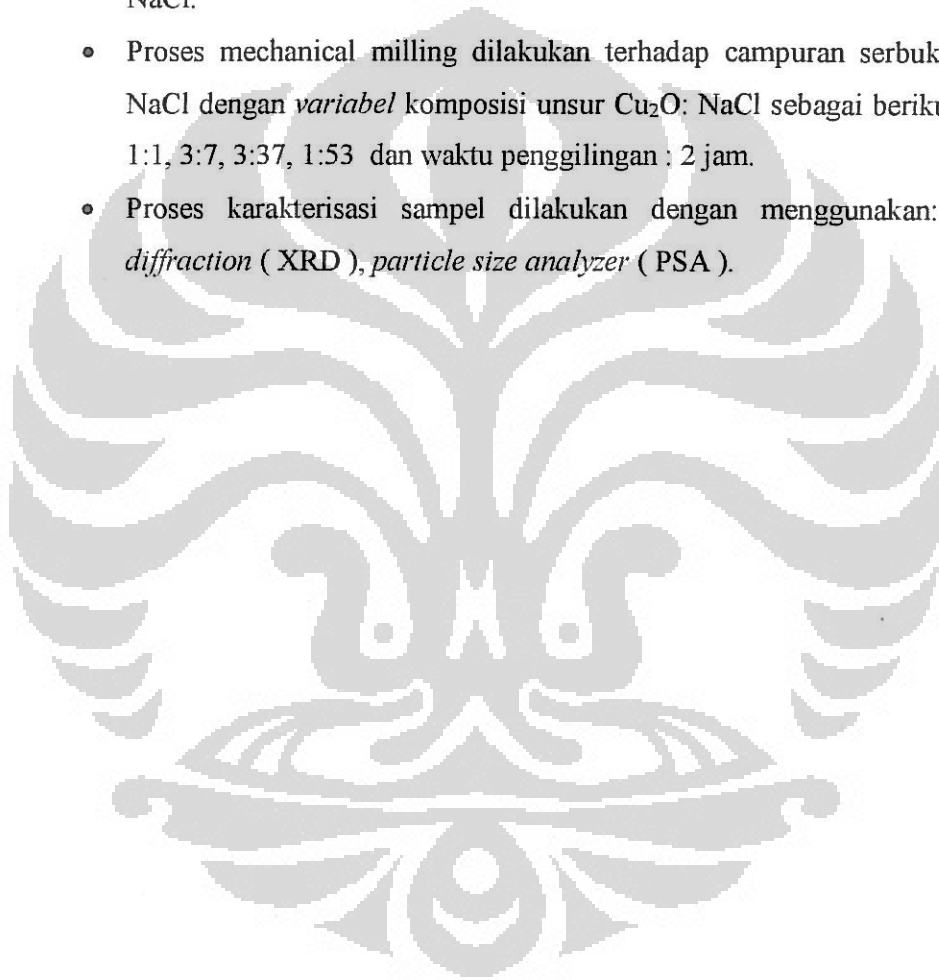 NaCl.
• Proses mechanical milling dilakukan terhadap campuran serbuk
NaCl dengan variabel komposisi unsur Cu₂O: NaCl sebagai beriku
1:1, 3:7, 3:37, 1:53 dan waktu penggilingan : 2 jam.
• Proses karakterisasi sampel dilakukan dengan menggunakan:
diffraction ( XRD ), particle size analyzer ( PSA ).